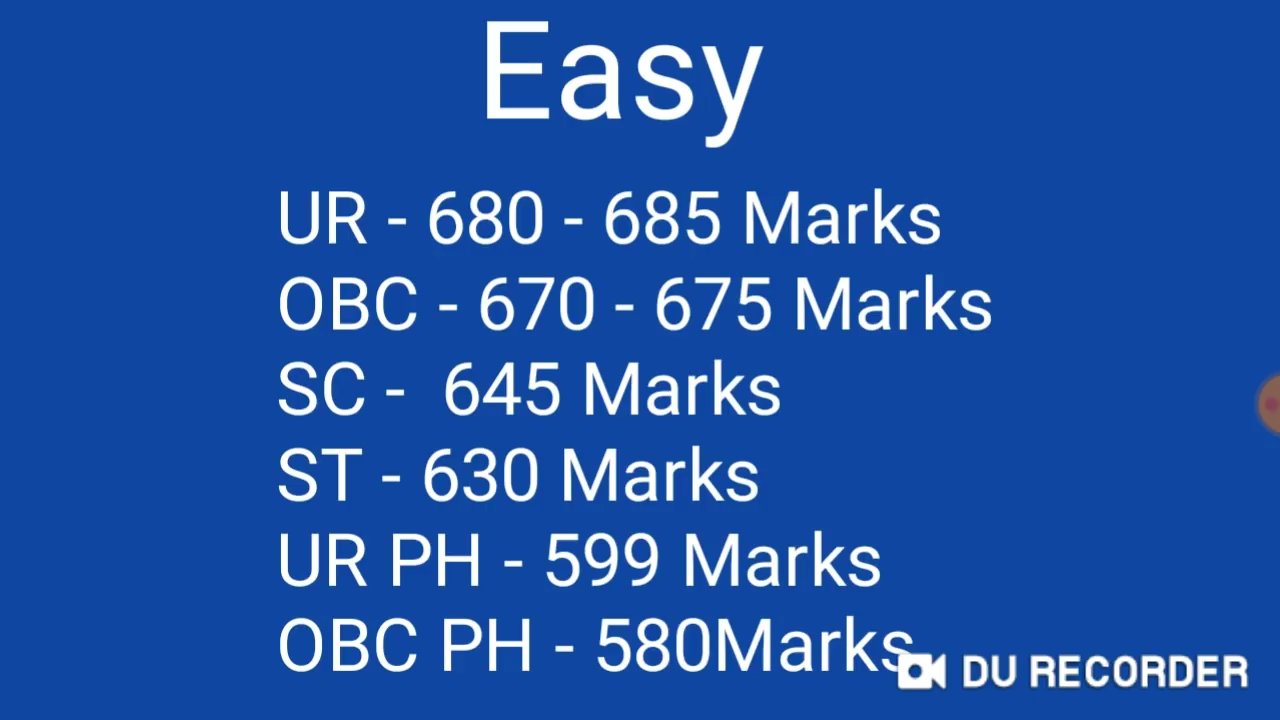 Easy
UR - 680 - 685 Marks
OBC - 670 - 675 Marks
SC -  645 Marks
ST - 630 Marks
UR PH - 599 Marks
OBC PH - 580Marks
DU RECORDER